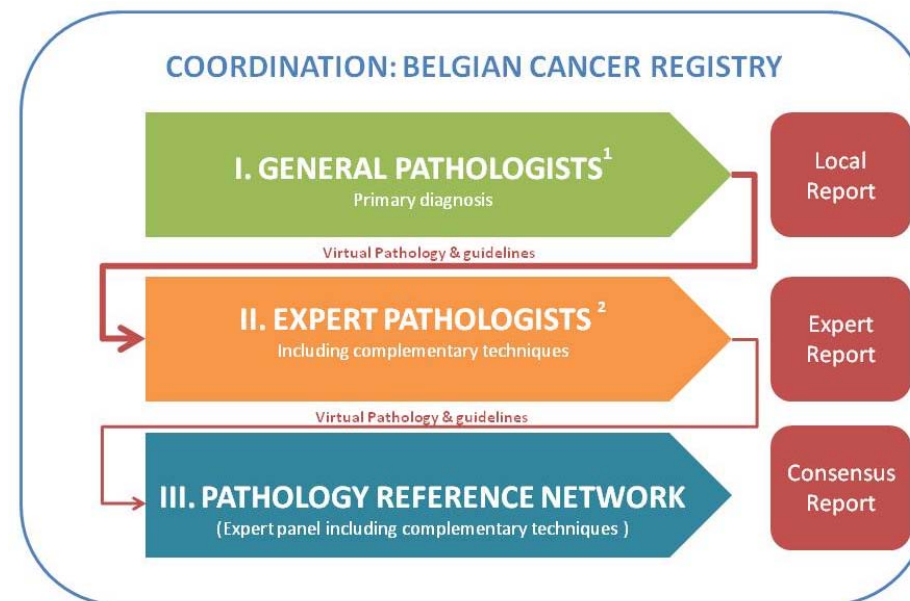 COORDINATION: BELGIAN CANCER REGISTRY
I. GENERAL PATHOLOGISTS¹
Primary diagnosis
Local
Report
Virtual Pathology & guidelines
II. EXPERT PATHOLOGISTS ²
Including complementary techniques
Expert
Report
Virtual Pathology & guidelines
III. PATHOLOGY REFERENCE NETWORK
(Expert panel including complementary techniques )
Consensus
Report